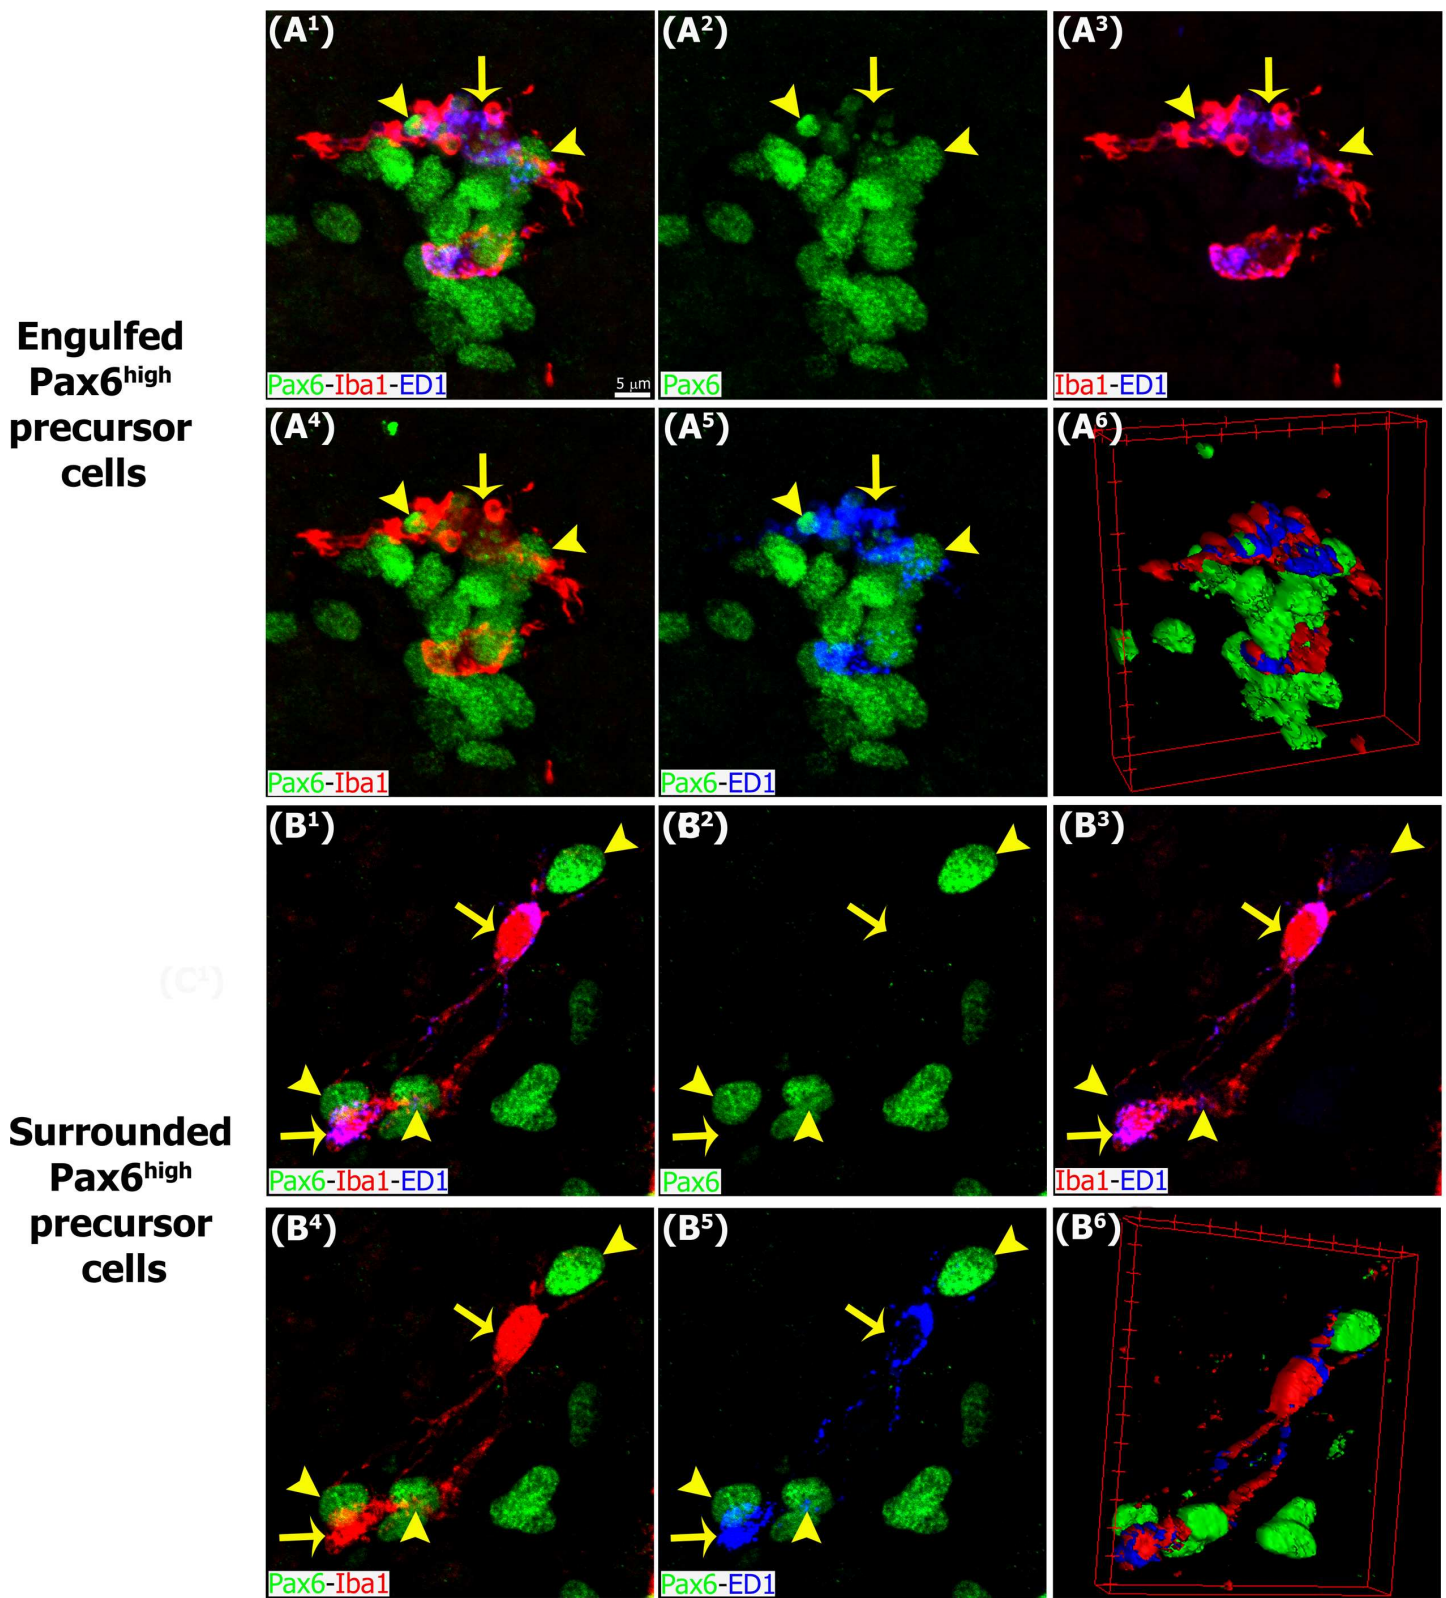 (A¹)
(A²)
(A³)
Engulfed
Pax6ʰⁱᵍʰ
precursor
cells
Pax6-Iba1-ED1
5 μm
Pax6
Iba1-ED1
(A⁴)
(A⁵)
(A⁶)
Pax6-Iba1
Pax6-ED1
(B¹)
(B²)
(B³)
(C¹)
Surrounded
Pax6ʰⁱᵍʰ
precursor
cells
Pax6-Iba1-ED1
Pax6
Iba1-ED1
(B⁴)
(B⁵)
(B⁶)
Pax6-Iba1
Pax6-ED1